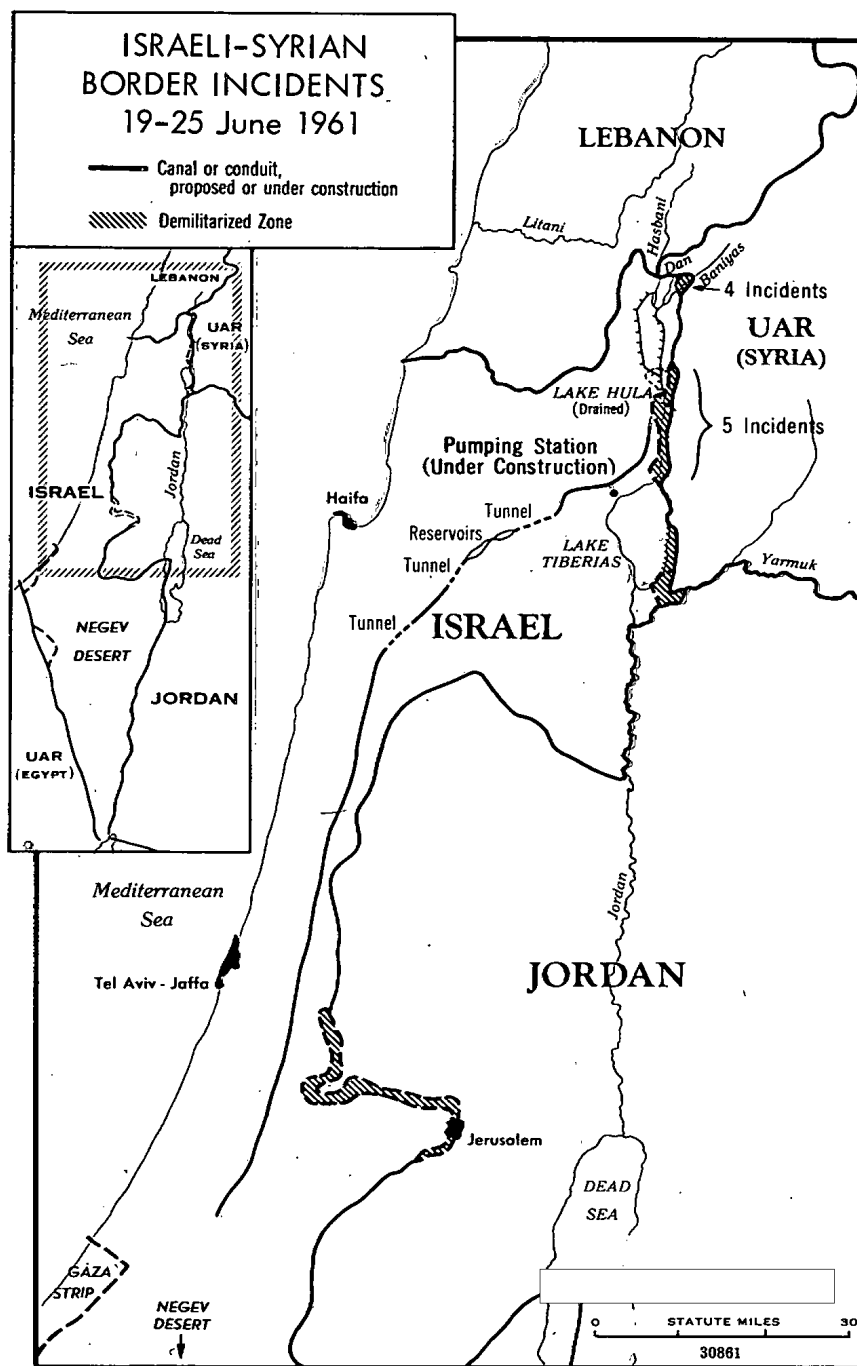 ISRAELI-SYRIAN
BORDER INCIDENTS
19-25 June 1961
Canal or conduit,
proposed or under construction
Demilitarized Zone
LEBANON
Mediterranean
Sea
UAR
(SYRIA)
Jordan
ISRAEL
Dead
Sea
NEGEV
DESERT
JORDAN
UAR
(EGYPT)
LEBANON
Litani
Hasbani
Dan
Baniyas
4 Incidents
UAR
(SYRIA)
LAKE HULA
(Drained)
5 Incidents
Pumping Station
(Under Construction)
Haifa
Tunnel
Reservoirs
Tunnel
LAKE
TIBERIAS
Yarmuk
Tunnel
ISRAEL
Mediterranean
Sea
Jordan
Tel Aviv - Jaffa
JORDAN
Jerusalem
DEAD
SEA
GAZA
STRIP
NEGEV
DESERT
0 STATUTE MILES 30
30861